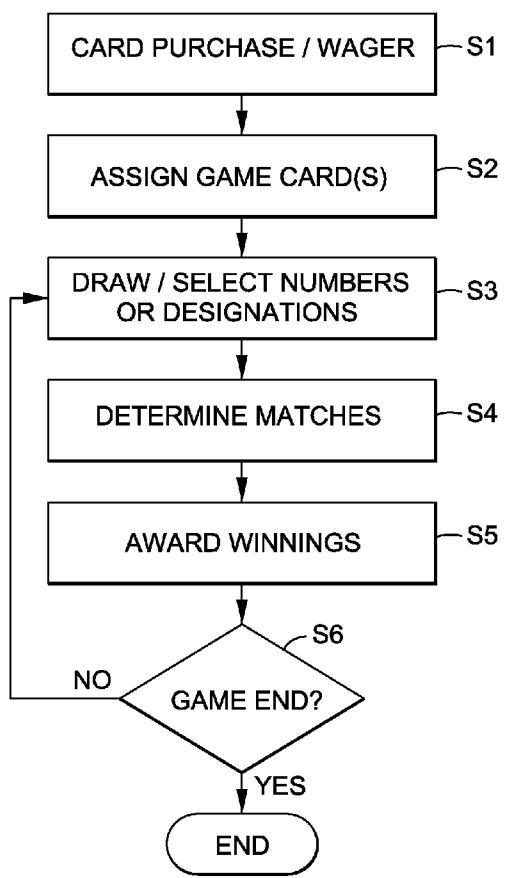 CARD PURCHASE / WAGER
S1
ASSIGN GAME CARD(S)
S2
DRAW / SELECT NUMBERS
OR DESIGNATIONS
S3
DETERMINE MATCHES
S4
AWARD WINNINGS
S5
S6
GAME END?
NO
YES
END